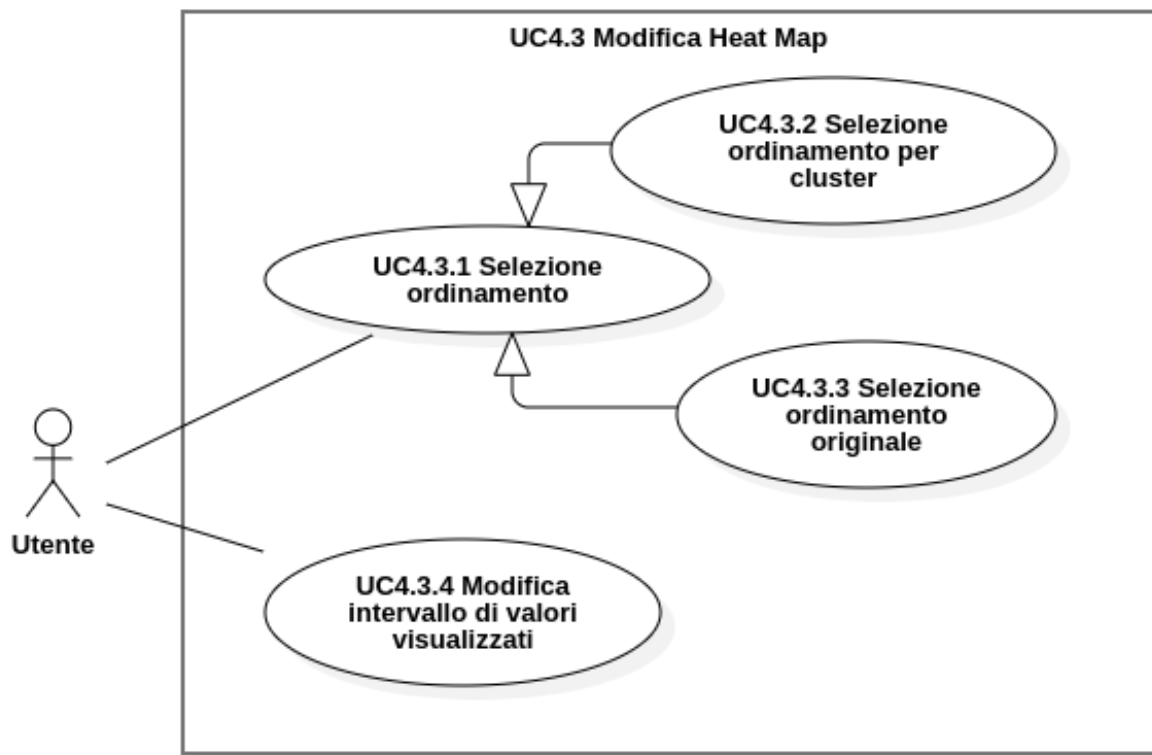 UC4.3 Modifica Heat Map
UC4.3.2 Selezione
ordinamento per
cluster
UC4.3.1 Selezione
ordinamento
UC4.3.3 Selezione
ordinamento
originale
Utente
UC4.3.4 Modifica
intervallo di valori
visualizzati